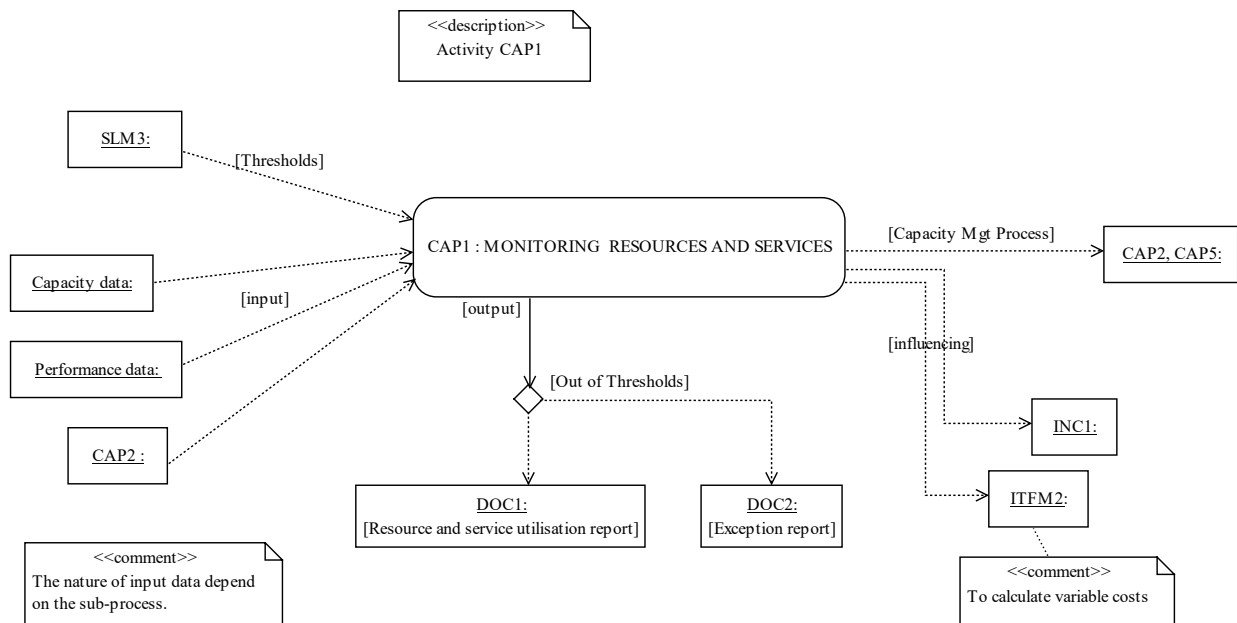 <<description>>
Activity CAP1
SLM3:
[Thresholds]
CAP1 : MONITORING RESOURCES AND SERVICES
[Capacity Mgt Process]
CAP2, CAP5:
Capacity data:
[input]
[output]
[influencing]
Performance data:
[Out of Thresholds]
CAP2 :
INC1:
DOC1:
[Resource and service utilisation report]
DOC2:
[Exception report]
ITFM2:
<<comment>>
The nature of input data depend
on the sub-process.
<<comment>>
To calculate variable costs